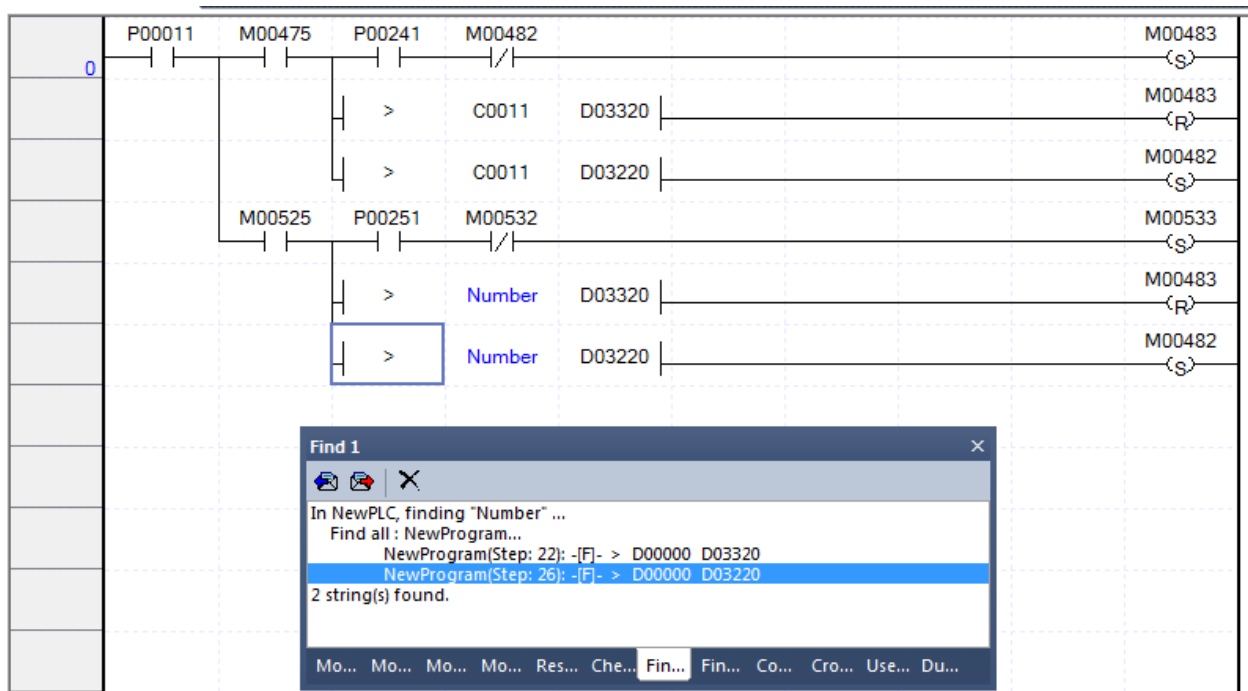 P00011 M00475 P00241 M00482 M00483
0 S
M00483
> C0011 D03320
R
M00482
> C0011 D03220
S
M00525 P00251 M00532 M00533
S
M00483
> Number D03320
R
M00482
> Number D03220
S
Find 1
In NewPLC, finding "Number" ...
Find all : NewProgram...
NewProgram(Step: 22): -[F]- > D00000 D03320
NewProgram(Step: 26): -[F]- > D00000 D03220
2 string(s) found.
Mo... Mo... Mo... Mo... Res... Che... Fin... Fin... Co... Cro... Use... Du...